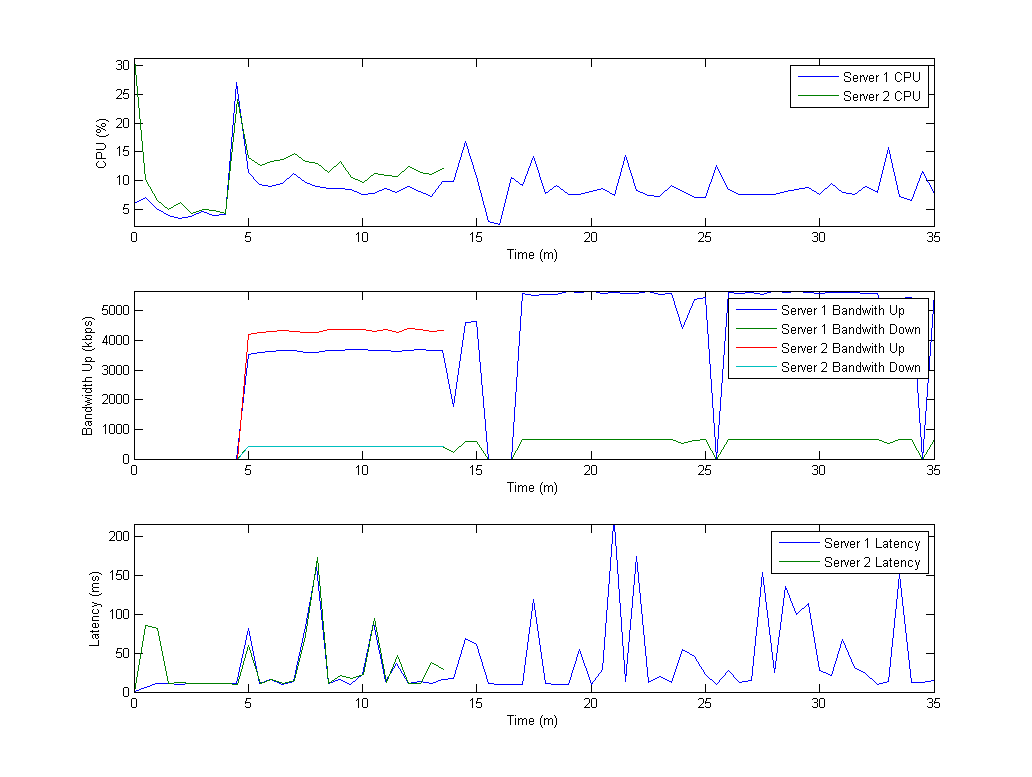 30
25
20
15
10
5
CPU (%)
Server 1 CPU
Server 2 CPU
0 5 10 15 20 25 30 35
Time (m)
5000
4000
3000
2000
1000
0
Bandwidth Up (kbps)
Server 1 Bandwith Up
Server 1 Bandwith Down
Server 2 Bandwith Up
Server 2 Bandwith Down
0 5 10 15 20 25 30 35
Time (m)
200
150
100
50
0
Latency (ms)
Server 1 Latency
Server 2 Latency
0 5 10 15 20 25 30 35
Time (m)